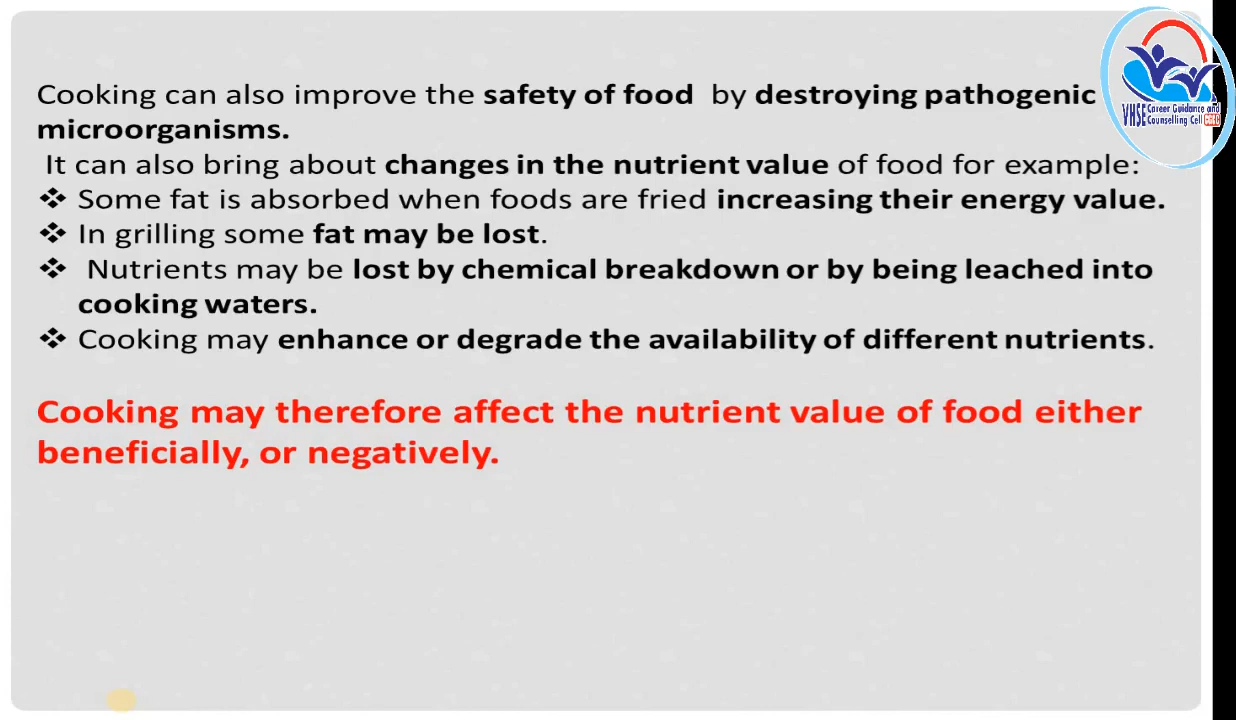 Cooking can also improve the safety of food by destroying pathogenic
microorganisms.
It can also bring about changes in the nutrient value of food for example:
❖ Some fat is absorbed when foods are fried increasing their energy value.
❖ In grilling some fat may be lost.
❖ Nutrients may be lost by chemical breakdown or by being leached into
cooking waters.
❖ Cooking may enhance or degrade the availability of different nutrients.
Cooking may therefore affect the nutrient value of food either
beneficially, or negatively.
VHSE Career Guidance and
Counselling Cell